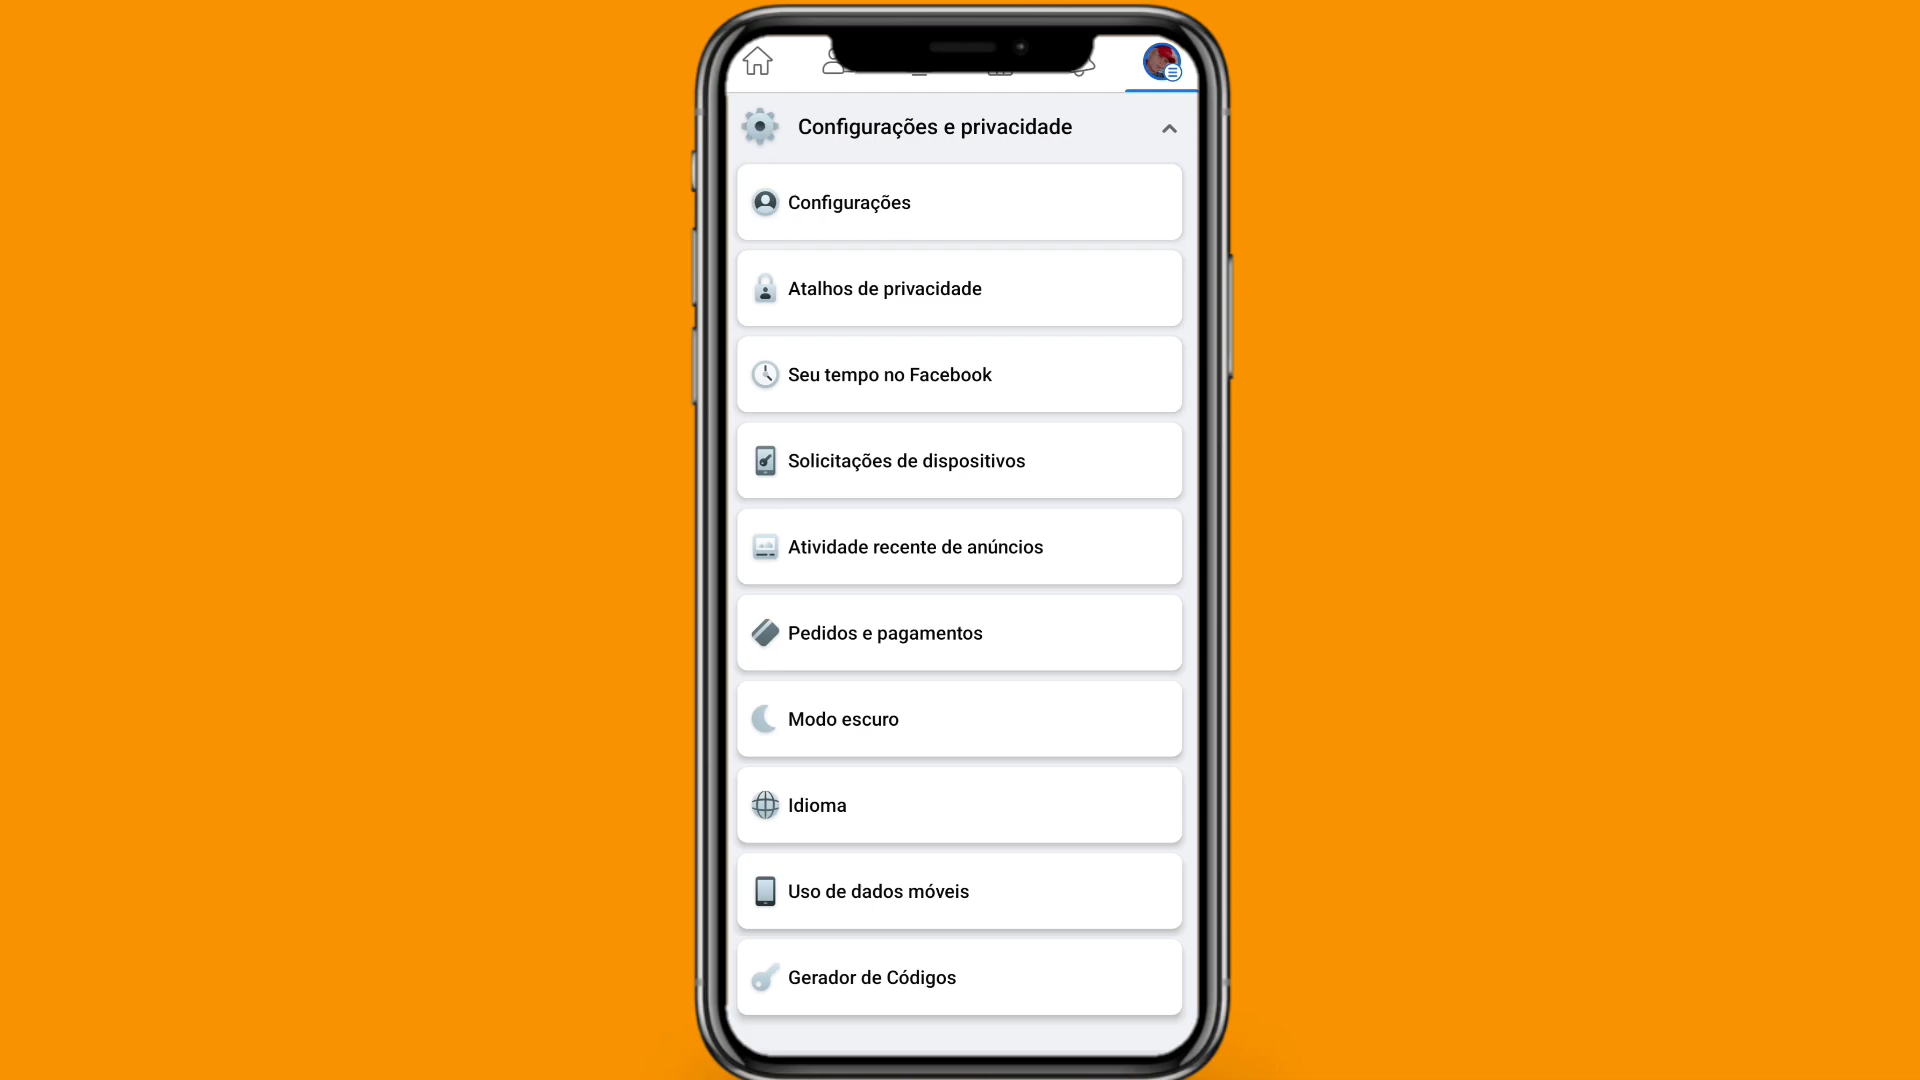 Configurações e privacidade
Configurações
Atalhos de privacidade
Seu tempo no Facebook
Solicitações de dispositivos
Atividade recente de anúncios
Pedidos e pagamentos
Modo escuro
Idioma
Uso de dados móveis
Gerador de Códigos